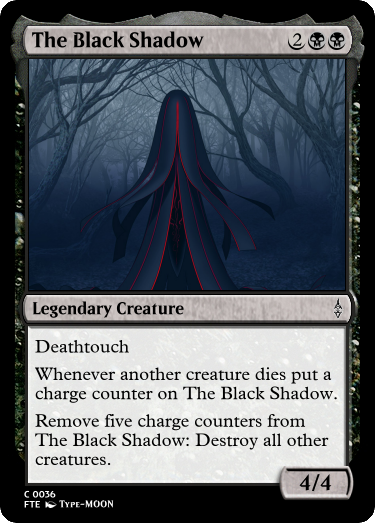 The Black Shadow 2
Legendary Creature
Deathtouch
Whenever another creature dies put a
charge counter on The Black Shadow.
Remove five charge counters from
The Black Shadow: Destroy all other
creatures.
4/4
C 0036
FTE Type-MOON